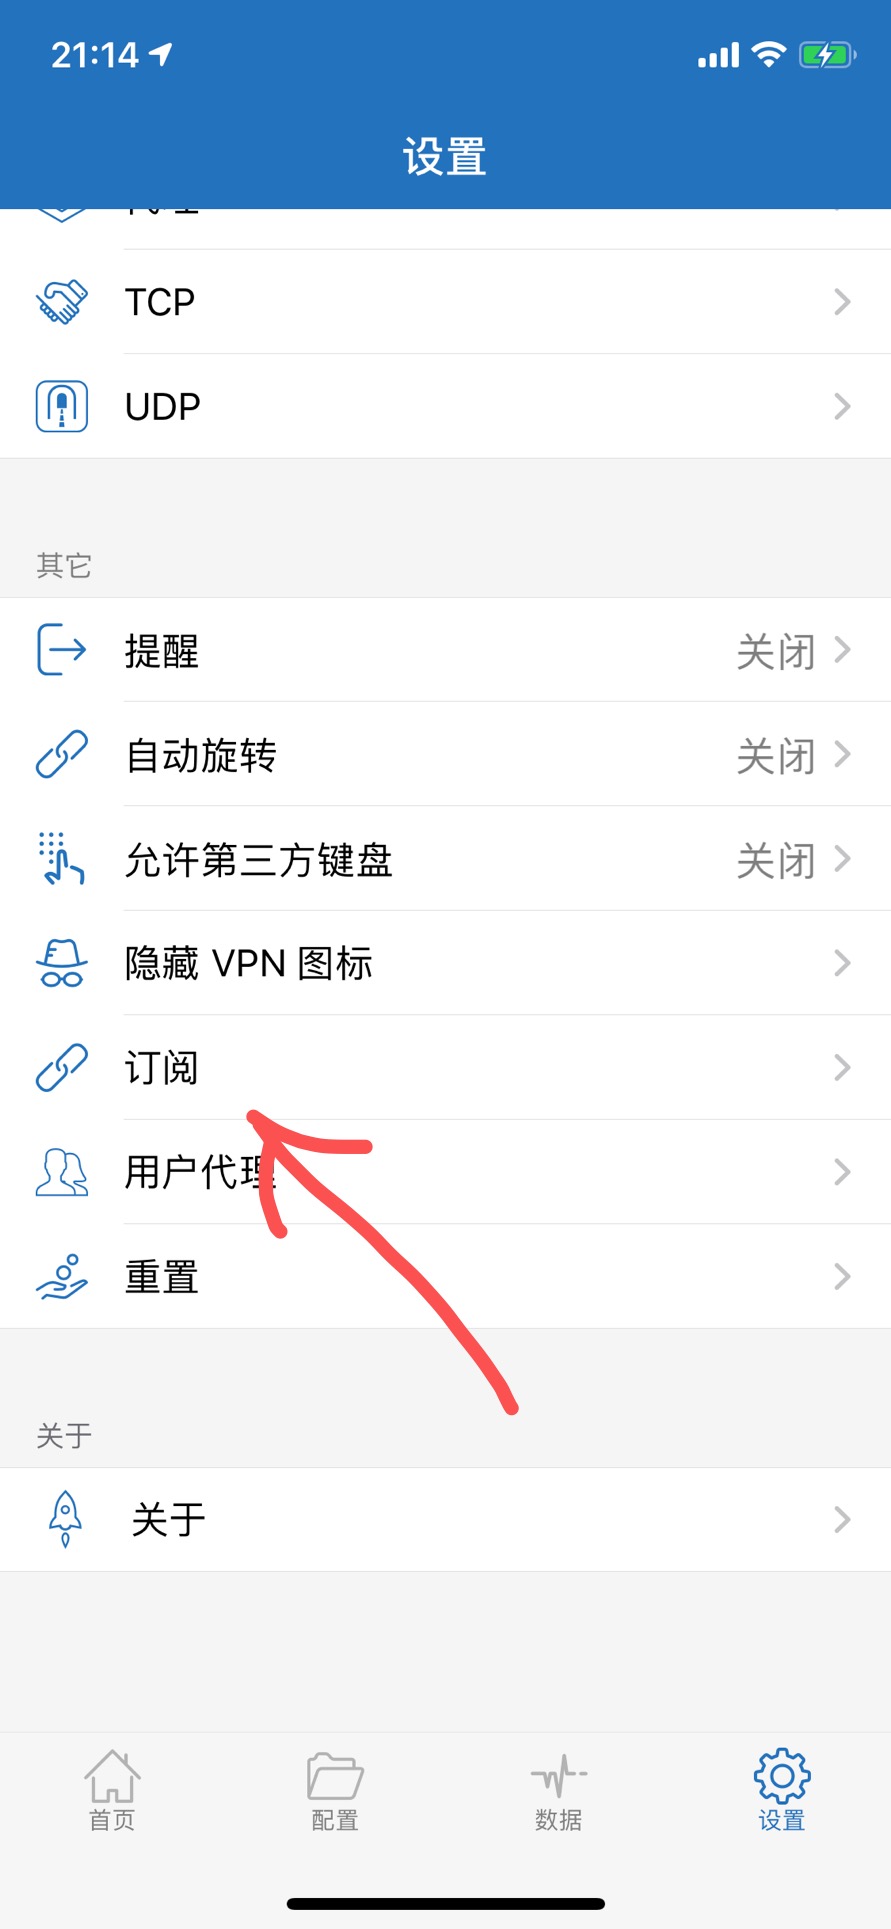 21:14
设置
TCP
UDP
其它
提醒 关闭
自动旋转 关闭
允许第三方键盘 关闭
隐藏 VPN 图标
订阅
用户代理
重置
关于
关于
首页 配置 数据 设置